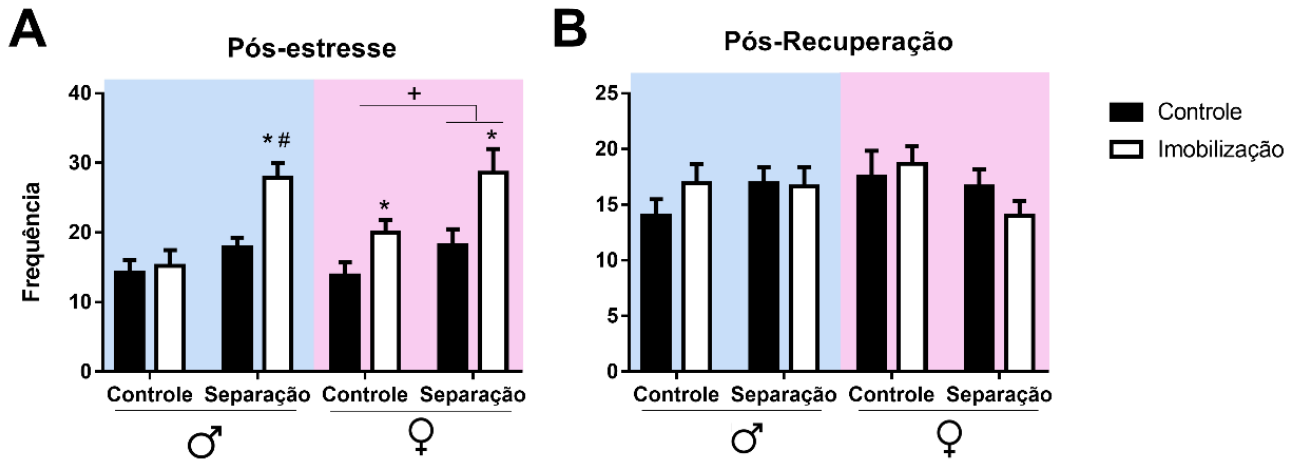 A
Pós-estresse
Frequência
40
30
20
10
0
* #
*
+
*
Controle Separação Controle Separação
♂ ♀
B
Pós-Recuperação
25
20
15
10
5
0
Controle Separação Controle Separação
♂ ♀
Controle
Imobilização